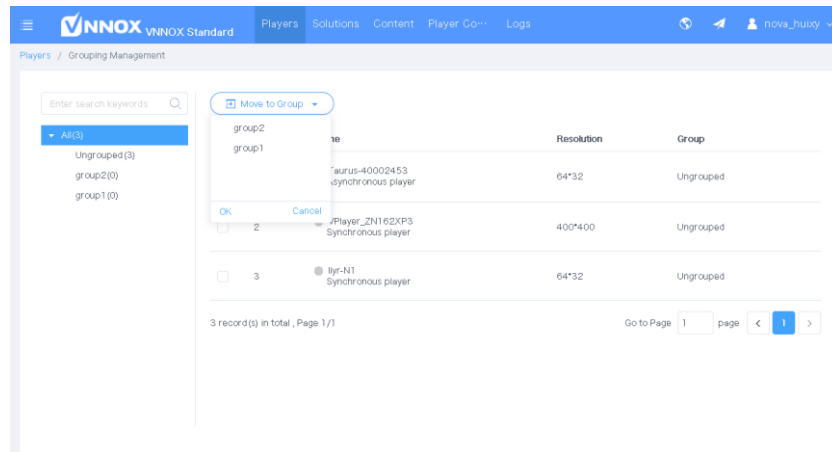 VNNOX VNNOX Standard Players Solutions Content Player Co··· Logs nova_huixy
Players / Grouping Management
Enter search keywords Move to Group
group2
group1
OK Cancel
All(3)
Ungrouped(3)
group2(0)
group1(0)
Resolution Group
Taurus-40002453
Asynchronous player
64*32 Ungrouped
2 VPlayer_ZN162XP3
Synchronous player
400*400 Ungrouped
3 liyr-N1
Synchronous player
64*32 Ungrouped
3 record(s) in total , Page 1/1 Go to Page 1 page < 1 >